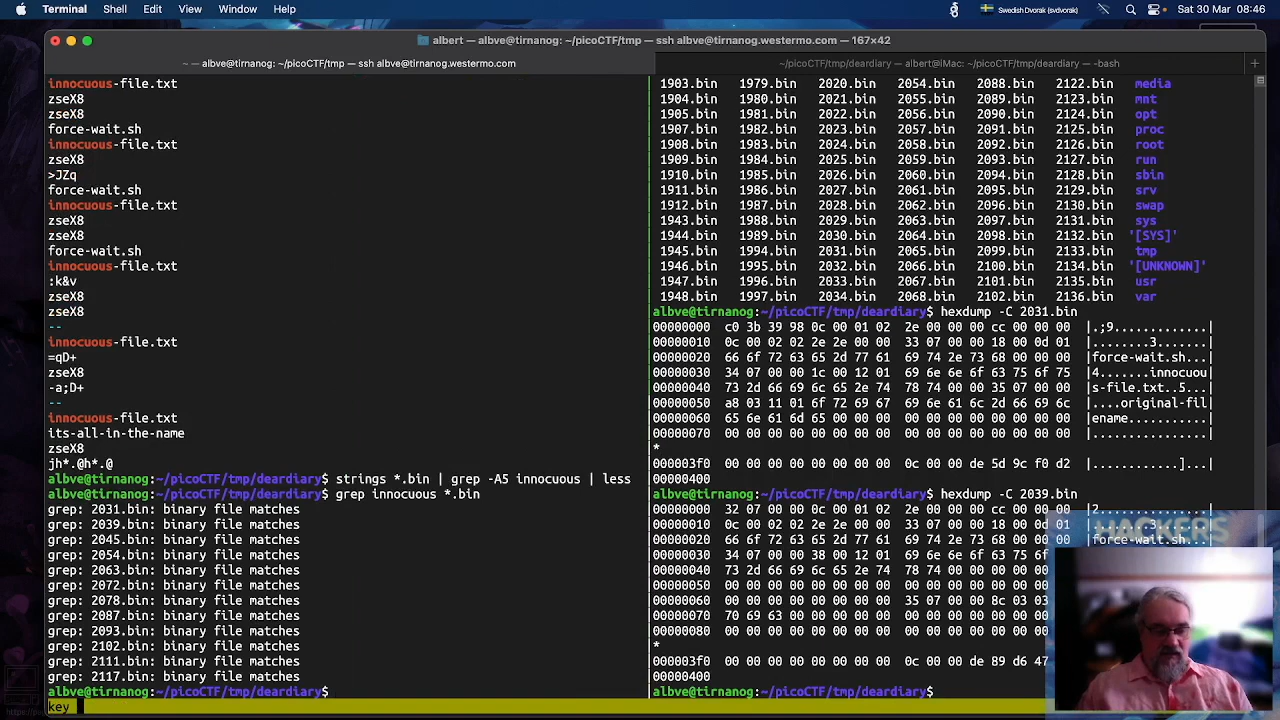 Terminal Shell Edit View Window Help Swedish Dvorak (svdvorak) Sat 30 Mar 08:46
albert — albve@tirnanog: ~/picoCTF/tmp — ssh albve@tirnanog.westermo.com — 167×42
~ — albve@tirnanog: ~/picoCTF/tmp — ssh albve@tirnanog.westermo.com
~/picoCTF/tmp/deardiary — albert@iMac: ~/picoCTF/tmp/deardiary — -bash
innocuous-file.txt
zseX8
zseX8
force-wait.sh
innocuous-file.txt
zseX8
>JZq
force-wait.sh
innocuous-file.txt
zseX8
zseX8
force-wait.sh
innocuous-file.txt
:k&v
zseX8
zseX8
--
innocuous-file.txt
=qD+
zseX8
-a;D+
--
innocuous-file.txt
its-all-in-the-name
zseX8
jh*.@h*.@
albve@tirnanog:~/picoCTF/tmp/deardiary$ strings *.bin | grep -A5 innocuous | less
albve@tirnanog:~/picoCTF/tmp/deardiary$ grep innocuous *.bin
grep: 2031.bin: binary file matches
grep: 2039.bin: binary file matches
grep: 2045.bin: binary file matches
grep: 2054.bin: binary file matches
grep: 2063.bin: binary file matches
grep: 2072.bin: binary file matches
grep: 2078.bin: binary file matches
grep: 2087.bin: binary file matches
grep: 2093.bin: binary file matches
grep: 2102.bin: binary file matches
grep: 2111.bin: binary file matches
grep: 2117.bin: binary file matches
albve@tirnanog:~/picoCTF/tmp/deardiary$
key
1903.bin 1979.bin 2020.bin 2054.bin 2088.bin 2122.bin media
1904.bin 1980.bin 2021.bin 2055.bin 2089.bin 2123.bin mnt
1905.bin 1981.bin 2022.bin 2056.bin 2090.bin 2124.bin opt
1907.bin 1982.bin 2023.bin 2057.bin 2091.bin 2125.bin proc
1908.bin 1983.bin 2024.bin 2058.bin 2092.bin 2126.bin root
1909.bin 1984.bin 2025.bin 2059.bin 2093.bin 2127.bin run
1910.bin 1985.bin 2026.bin 2060.bin 2094.bin 2128.bin sbin
1911.bin 1986.bin 2027.bin 2061.bin 2095.bin 2129.bin srv
1912.bin 1987.bin 2028.bin 2062.bin 2096.bin 2130.bin swap
1943.bin 1988.bin 2029.bin 2063.bin 2097.bin 2131.bin sys
1944.bin 1989.bin 2030.bin 2064.bin 2098.bin 2132.bin '[SYS]'
1945.bin 1994.bin 2031.bin 2065.bin 2099.bin 2133.bin tmp
1946.bin 1995.bin 2032.bin 2066.bin 2100.bin 2134.bin '[UNKNOWN]'
1947.bin 1996.bin 2033.bin 2067.bin 2101.bin 2135.bin usr
1948.bin 1997.bin 2034.bin 2068.bin 2102.bin 2136.bin var
albve@tirnanog:~/picoCTF/tmp/deardiary$ hexdump -C 2031.bin
00000000 c0 3b 39 98 0c 00 01 02 2e 00 00 00 cc 00 00 00 |.;9.............|
00000010 0c 00 02 02 2e 2e 00 00 33 07 00 00 18 00 0d 01 |........3.......|
00000020 66 6f 72 63 65 2d 77 61 69 74 2e 73 68 00 00 00 |force-wait.sh...|
00000030 34 07 00 00 1c 00 12 01 69 6e 6e 6f 63 75 6f 75 |4.......innocuou|
00000040 73 2d 66 69 6c 65 2e 74 78 74 00 00 35 07 00 00 |s-file.txt..5...|
00000050 a8 03 11 01 6f 72 69 67 69 6e 61 6c 2d 66 69 6c |....original-fil|
00000060 65 6e 61 6d 65 00 00 00 00 00 00 00 00 00 00 00 |ename...........|
00000070 00 00 00 00 00 00 00 00 00 00 00 00 00 00 00 00 |................|
*
000003f0 00 00 00 00 00 00 00 00 0c 00 00 de 5d 9c f0 d2 |............]...|
00000400
albve@tirnanog:~/picoCTF/tmp/deardiary$ hexdump -C 2039.bin
00000000 32 07 00 00 0c 00 01 02 2e 00 00 00 cc 00 00 00 |2...............|
00000010 0c 00 02 02 2e 2e 00 00 33 07 00 00 18 00 0d 01 |........3.......|
00000020 66 6f 72 63 65 2d 77 61 69 74 2e 73 68 00 00 00 |force-wait.sh...|
00000030 34 07 00 00 38 00 12 01 69 6e 6e 6f 63 75 6f
00000040 73 2d 66 69 6c 65 2e 74 78 74 00 00 00 00 00
00000050 00 00 00 00 00 00 00 00 00 00 00 00 00 00 00
00000060 00 00 00 00 00 00 00 00 35 07 00 00 8c 03 03
00000070 70 69 63 00 00 00 00 00 00 00 00 00 00 00 00
00000080 00 00 00 00 00 00 00 00 00 00 00 00 00 00 00
*
000003f0 00 00 00 00 00 00 00 00 0c 00 00 de 89 d6 47
00000400
albve@tirnanog:~/picoCTF/tmp/deardiary$